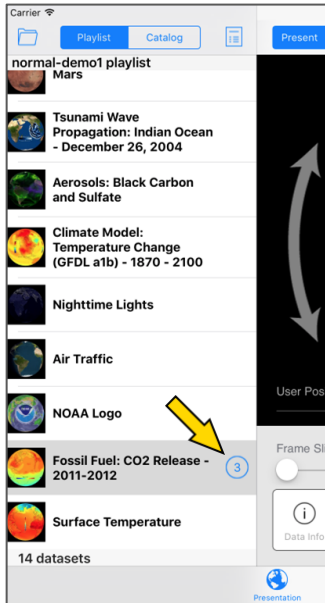 Carrier
Playlist
Catalog
Present
normal-demo1 playlist
Mars
Tsunami Wave
Propagation: Indian Ocean
- December 26, 2004
Aerosols: Black Carbon
and Sulfate
Climate Model:
Temperature Change
(GFDL a1b) - 1870 - 2100
Nighttime Lights
Air Traffic
NOAA Logo
User Pos
Fossil Fuel: CO2 Release -
2011-2012
3
Frame Sli
Surface Temperature
Data Info
14 datasets
Presentation